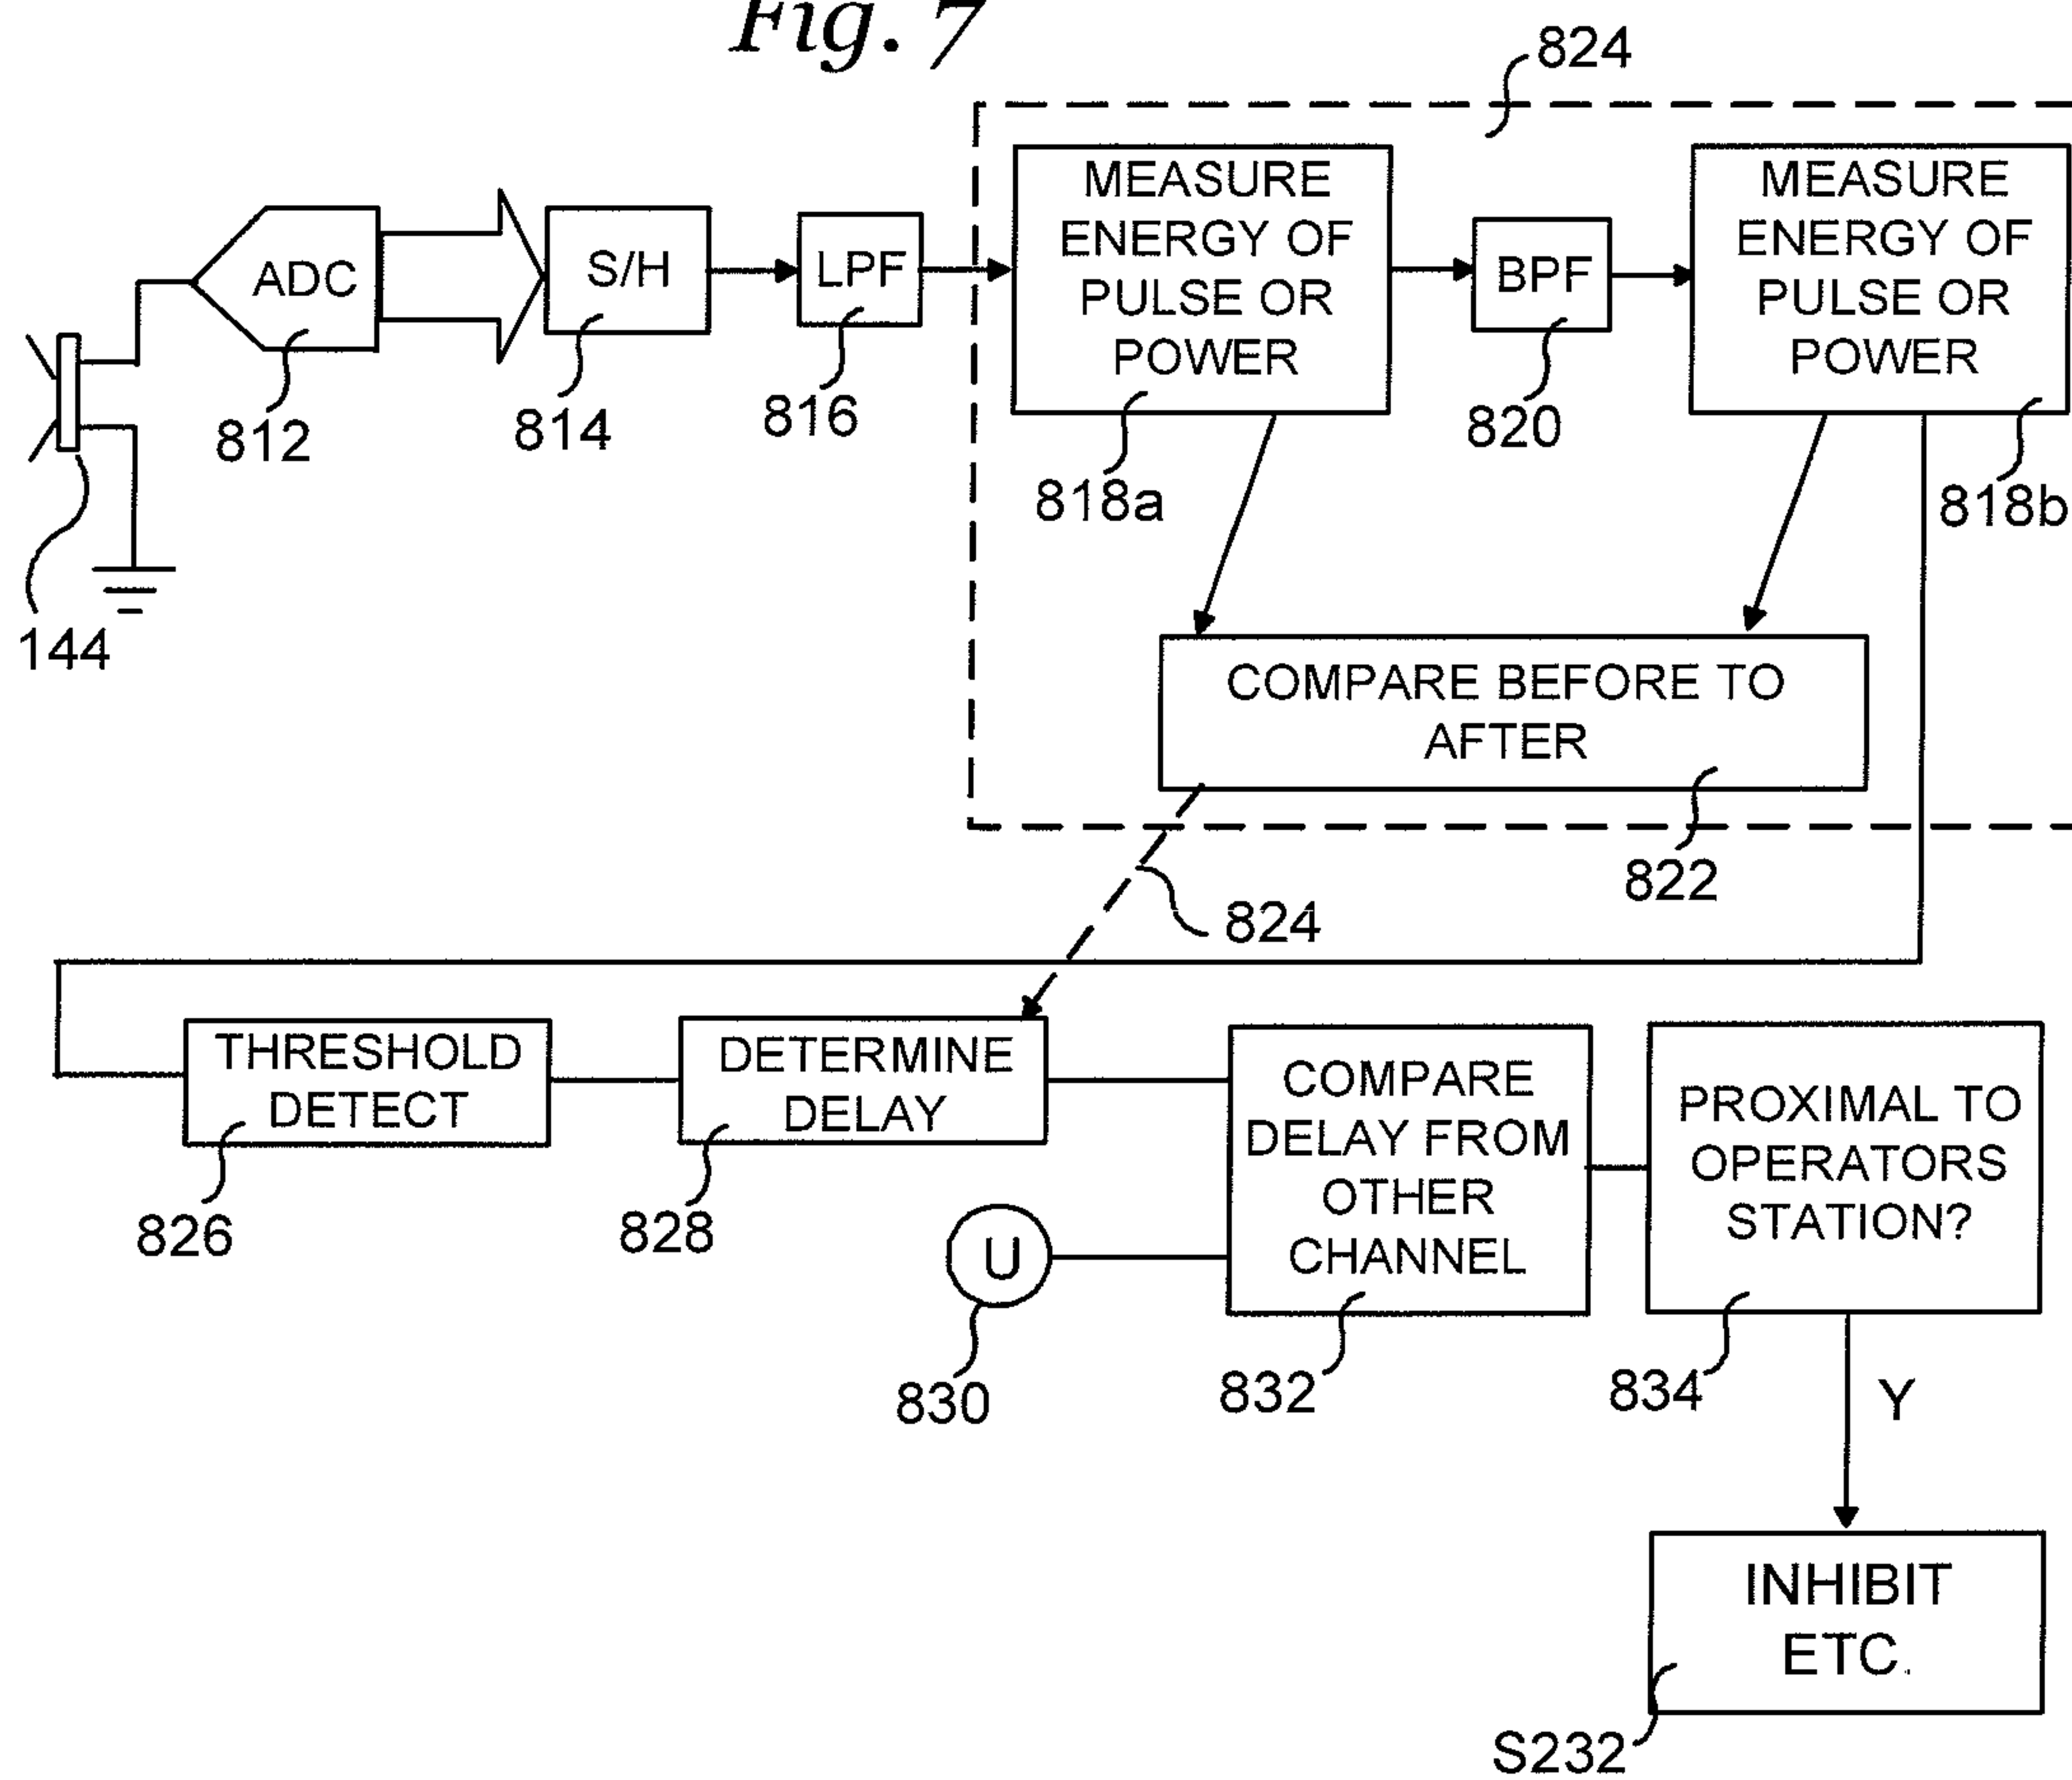 Fig. 7
824
MEASURE
ENERGY OF
PULSE OR
POWER
MEASURE
ENERGY OF
PULSE OR
POWER
ADC
S/H
LPF
BPF
812
814
816
818a
820
818b
144
COMPARE BEFORE TO
AFTER
822
824
THRESHOLD
DETECT
DETERMINE
DELAY
COMPARE
DELAY FROM
OTHER
CHANNEL
PROXIMAL TO
OPERATORS
STATION?
826
828
U
830
832
834
Y
INHIBIT
ETC.
S232